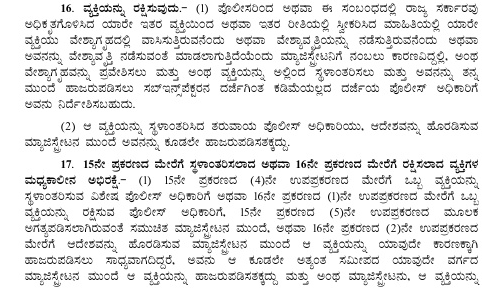 16. ವ್ಯಕ್ತಿಯನ್ನು ರಕ್ಷಿಸುವುದು.- (1) ಪೊಲೀಸರಿಂದ ಅಥವಾ ಈ ಸಂಬಂಧದಲ್ಲಿ ರಾಜ್ಯ ಸರ್ಕಾರವು
ಅಧಿಕೃತಗೊಳಿಸಿದ ಯಾರೇ ಇತರ ವ್ಯಕ್ತಿಯಿಂದ ಅಥವಾ ಇತರ ರೀತಿಯಲ್ಲಿ ಸ್ವೀಕರಿಸಿದ ಮಾಹಿತಿಯಲ್ಲಿ ಯಾರೇ
ವ್ಯಕ್ತಿಯು ವೇಶ್ಯಾಗೃಹದಲ್ಲಿ ವಾಸಿಸುತ್ತಿರುವನೆಂದು ಅಥವಾ ವೇಶ್ಯಾವೃತ್ತಿಯನ್ನು ನಡೆಸುತ್ತಿರುವನೆಂದು ಅಥವಾ
ಅವನನ್ನು ವೇಶ್ಯಾವೃತ್ತಿ ನಡೆಸುವಂತೆ ಮಾಡಲಾಗುತ್ತಿದೆಯೆಂದು ಮ್ಯಾಜಿಸ್ಟ್ರೇಟನಿಗೆ ನಂಬಲು ಕಾರಣವಿದ್ದಲ್ಲಿ, ಅಂಥ
ವೇಶ್ಯಾಗೃಹವನ್ನು ಪ್ರವೇಶಿಸಲು ಮತ್ತು ಅಂಥ ವ್ಯಕ್ತಿಯನ್ನು ಅಲ್ಲಿಂದ ಸ್ಥಳಾಂತರಿಸಲು ಮತ್ತು ಅವನನ್ನು ತನ್ನ
ಮುಂದೆ ಹಾಜರುಪಡಿಸಲು ಸಬ್‌ಇನ್ಸ್‌ಪೆಕ್ಟರನ ದರ್ಜೆಗಿಂತ ಕಡಿಮೆಯಲ್ಲದ ದರ್ಜೆಯ ಪೊಲೀಸ್ ಅಧಿಕಾರಿಗೆ
ಅವನು ನಿರ್ದೇಶಿಸಬಹುದು.
(2) ಆ ವ್ಯಕ್ತಿಯನ್ನು ಸ್ಥಳಾಂತರಿಸಿದ ತರುವಾಯ ಪೊಲೀಸ್ ಅಧಿಕಾರಿಯು, ಆದೇಶವನ್ನು ಹೊರಡಿಸುವ
ಮ್ಯಾಜಿಸ್ಟ್ರೇಟನ ಮುಂದೆ ಅವನನ್ನು ಕೂಡಲೇ ಹಾಜರುಪಡಿಸತಕ್ಕದ್ದು.
17. 15ನೇ ಪ್ರಕರಣದ ಮೇರೆಗೆ ಸ್ಥಳಾಂತರಿಸಲಾದ ಅಥವಾ 16ನೇ ಪ್ರಕರಣದ ಮೇರೆಗೆ ರಕ್ಷಿಸಲಾದ ವ್ಯಕ್ತಿಗಳ
ಮಧ್ಯಕಾಲೀನ ಅಭಿರಕ್ಷೆ.- (1) 15ನೇ ಪ್ರಕರಣದ (4)ನೇ ಉಪಪ್ರಕರಣದ ಮೇರೆಗೆ ಒಬ್ಬ ವ್ಯಕ್ತಿಯನ್ನು
ಸ್ಥಳಾಂತರಿಸುವ ವಿಶೇಷ ಪೊಲೀಸ್ ಅಧಿಕಾರಿಗೆ ಅಥವಾ 16ನೇ ಪ್ರಕರಣದ (1)ನೇ ಉಪಪ್ರಕರಣದ ಮೇರೆಗೆ ಒಬ್ಬ
ವ್ಯಕ್ತಿಯನ್ನು ರಕ್ಷಿಸುವ ಪೊಲೀಸ್ ಅಧಿಕಾರಿಗೆ, 15ನೇ ಪ್ರಕರಣದ (5)ನೇ ಉಪಪ್ರಕರಣದ ಮೂಲಕ
ಅಗತ್ಯಪಡಿಸಲಾಗಿರುವಂತೆ ಸಮುಚಿತ ಮ್ಯಾಜಿಸ್ಟ್ರೇಟನ ಮುಂದೆ, ಅಥವಾ 16ನೇ ಪ್ರಕರಣದ (2)ನೇ ಉಪಪ್ರಕರಣದ
ಮೇರೆಗೆ ಆದೇಶವನ್ನು ಹೊರಡಿಸುವ ಮ್ಯಾಜಿಸ್ಟ್ರೇಟನ ಮುಂದೆ ಆ ವ್ಯಕ್ತಿಯನ್ನು ಯಾವುದೇ ಕಾರಣಕ್ಕಾಗಿ
ಹಾಜರುಪಡಿಸಲು ಸಾಧ್ಯವಾಗದಿದ್ದರೆ, ಅವನು ಆ ಕೂಡಲೇ ಅತ್ಯಂತ ಸಮೀಪದ ಯಾವುದೇ ವರ್ಗದ
ಮ್ಯಾಜಿಸ್ಟ್ರೇಟನ ಮುಂದೆ ಆ ವ್ಯಕ್ತಿಯನ್ನು ಹಾಜರುಪಡಿಸತಕ್ಕದ್ದು ಮತ್ತು ಅಂಥ ಮ್ಯಾಜಿಸ್ಟ್ರೇಟನು, ಆ ವ್ಯಕ್ತಿಯನ್ನು